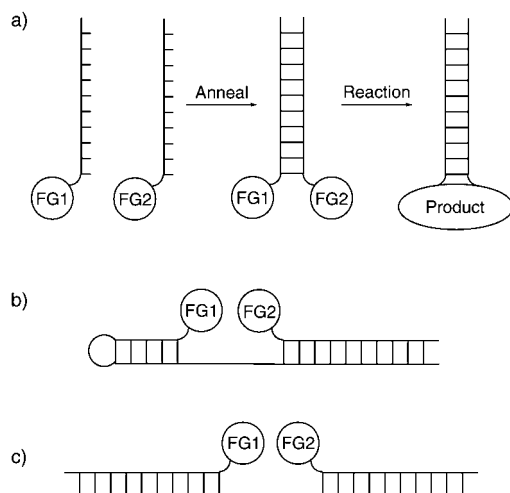 a)
Anneal
Reaction
FG1
FG2
FG1
FG2
Product
b)
FG1
FG2
c)
FG1
FG2